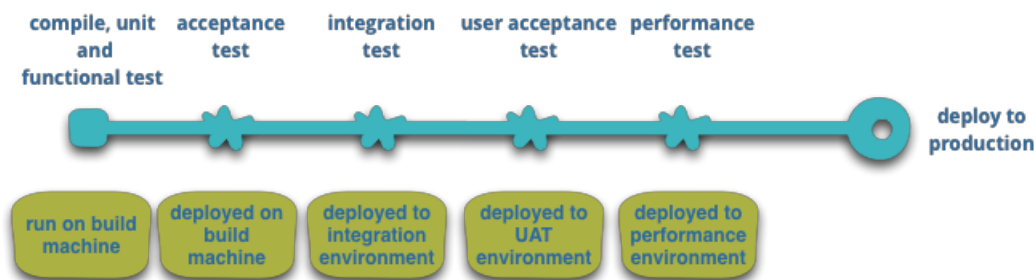 compile, unit
and
functional test
acceptance
test
integration
test
user acceptance
test
performance
test
deploy to
production
run on build
machine
deployed on
build
machine
deployed to
integration
environment
deployed to
UAT
environment
deployed to
performance
environment